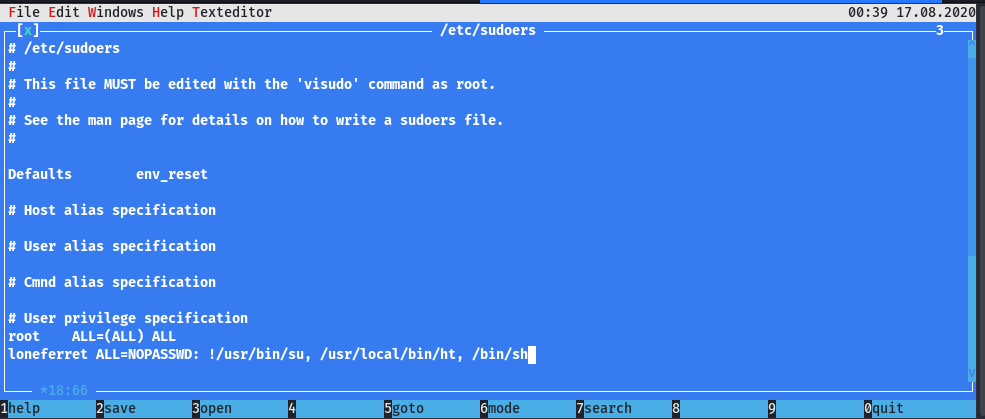 File Edit Windows Help Texteditor 00:39 17.08.2020
[x] /etc/sudoers 3
# /etc/sudoers
#
# This file MUST be edited with the 'visudo' command as root.
#
# See the man page for details on how to write a sudoers file.
#
Defaults env_reset
# Host alias specification
# User alias specification
# Cmnd alias specification
# User privilege specification
root ALL=(ALL) ALL
loneferret ALL=NOPASSWD: !/usr/bin/su, /usr/local/bin/ht, /bin/sh
*18:66
1help 2save 3open 4 5goto 6mode 7search 8 9 0quit